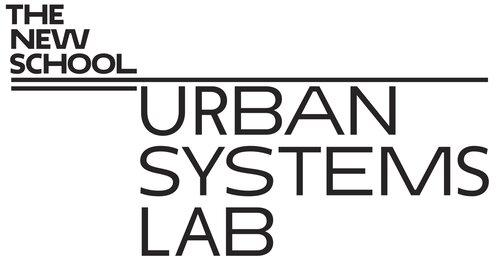 THE
NEW
SCHOOL
URBAN
SYSTEMS
LAB